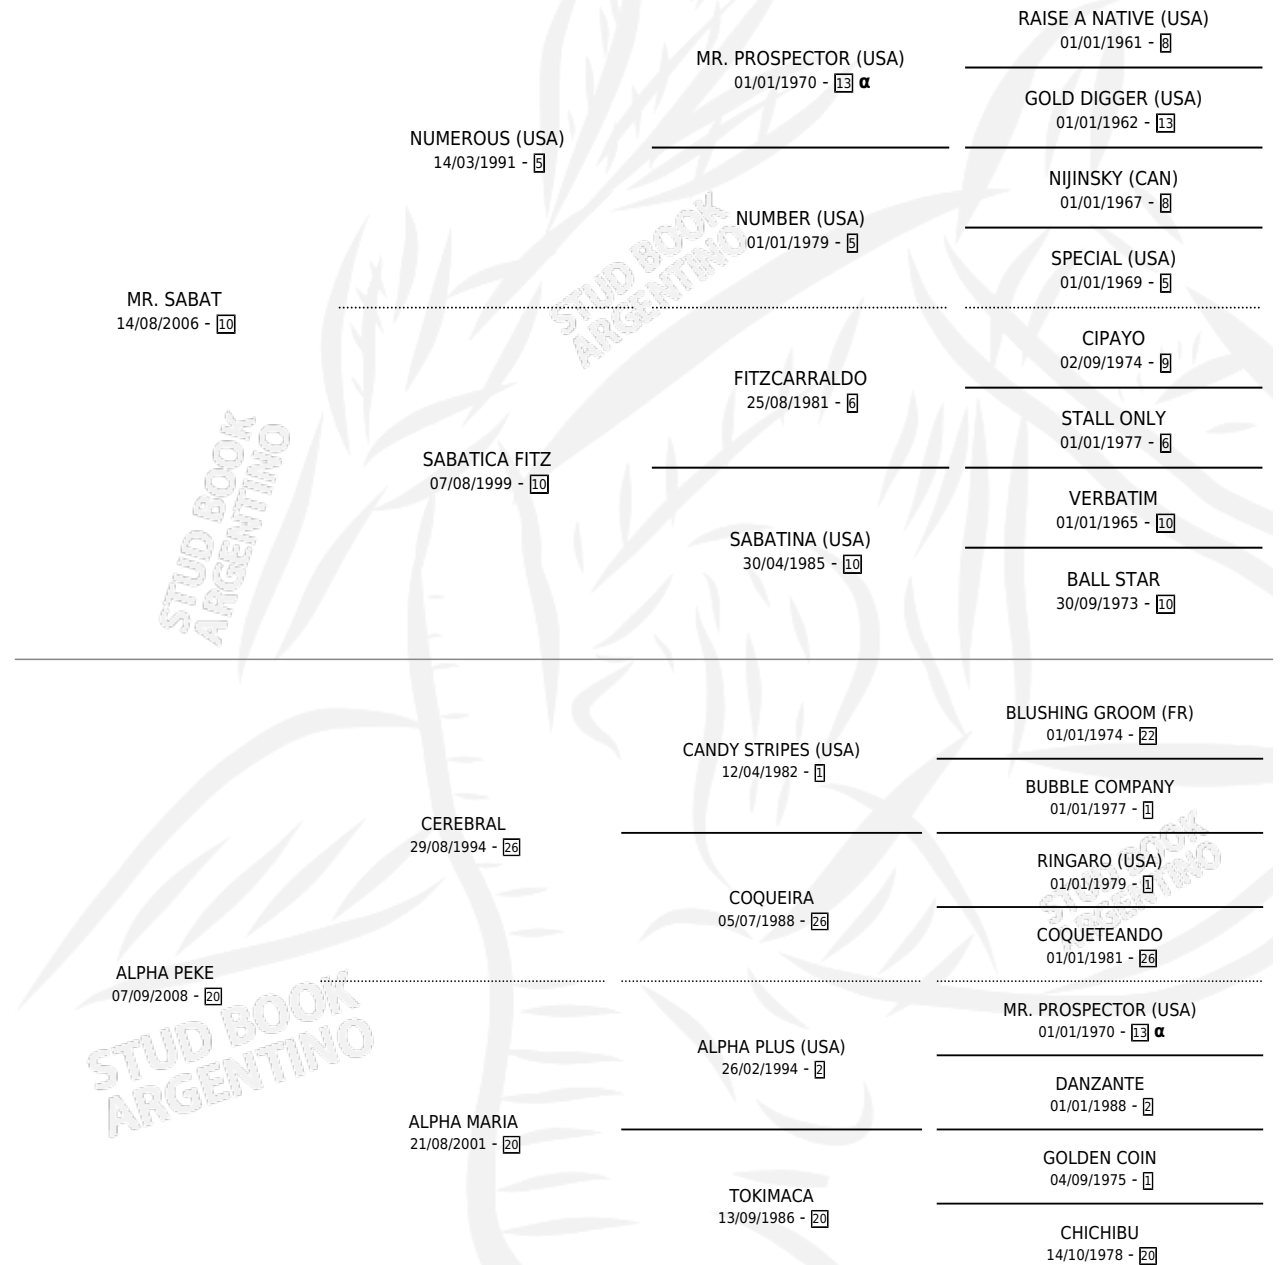 RAISE A NATIVE (USA)
01/01/1961 - 8
MR. PROSPECTOR (USA)
01/01/1970 - 13 α
GOLD DIGGER (USA)
01/01/1962 - 13
NUMEROUS (USA)
14/03/1991 - 5
NIJINSKY (CAN)
01/01/1967 - 8
NUMBER (USA)
01/01/1979 - 5
SPECIAL (USA)
01/01/1969 - 5
STUD BOOK
ARGENTINO
MR. SABAT
14/08/2006 - 10
CIPAYO
02/09/1974 - 9
FITZCARRALDO
25/08/1981 - 6
STALL ONLY
01/01/1977 - 6
SABATICA FITZ
07/08/1999 - 10
VERBATIM
01/01/1965 - 10
SABATINA (USA)
30/04/1985 - 10
BALL STAR
30/09/1973 - 10
STUD BOOK
ARGENTINO
BLUSHING GROOM (FR)
01/01/1974 - 22
CANDY STRIPES (USA)
12/04/1982 - 1
BUBBLE COMPANY
01/01/1977 - 1
CEREBRAL
29/08/1994 - 26
RINGARO (USA)
01/01/1979 - 1
COQUEIRA
05/07/1988 - 26
COQUETEANDO
01/01/1981 - 26
STUD BOOK
ARGENTINO
ALPHA PEKE
07/09/2008 - 20
MR. PROSPECTOR (USA)
01/01/1970 - 13 α
ALPHA PLUS (USA)
26/02/1994 - 2
DANZANTE
01/01/1988 - 2
ALPHA MARIA
21/08/2001 - 20
GOLDEN COIN
04/09/1975 - 1
TOKIMACA
13/09/1986 - 20
CHICHIBU
14/10/1978 - 20
STUD BOOK
ARGENTINO